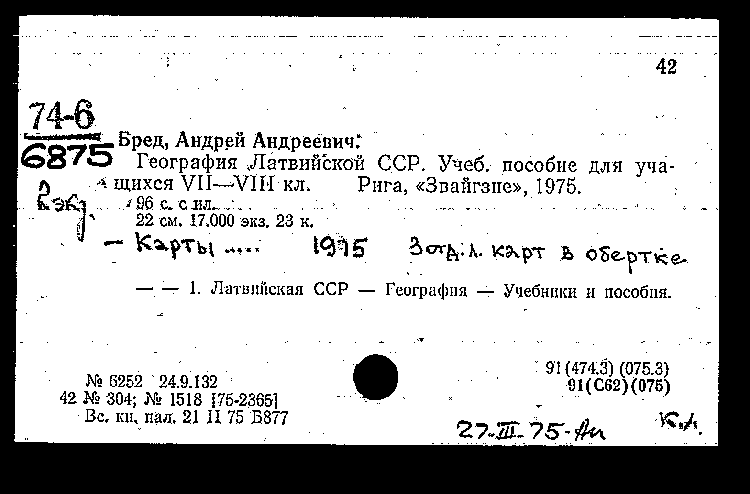 42
74-6
6875
Бред, Андрей Андреевич.
География Латвийской ССР. Учеб. пособие для уча-
щихся VII—VIII кл. Рига, «Звайгзне», 1975.
96 с. с ил.
22 см. 17.000 экз. 23 к.
— Карты .... 1975 3 отд. л. карт в обертке
— — 1. Латвийская ССР — География — Учебники и пособия.
91(474.3)(075.3)
№ 6252 24.9.132
91(С62)(075)
42 № 304; № 1518 [75-2365]
Вс. кн. пал. 21 II 75 Б877
27-III-75-